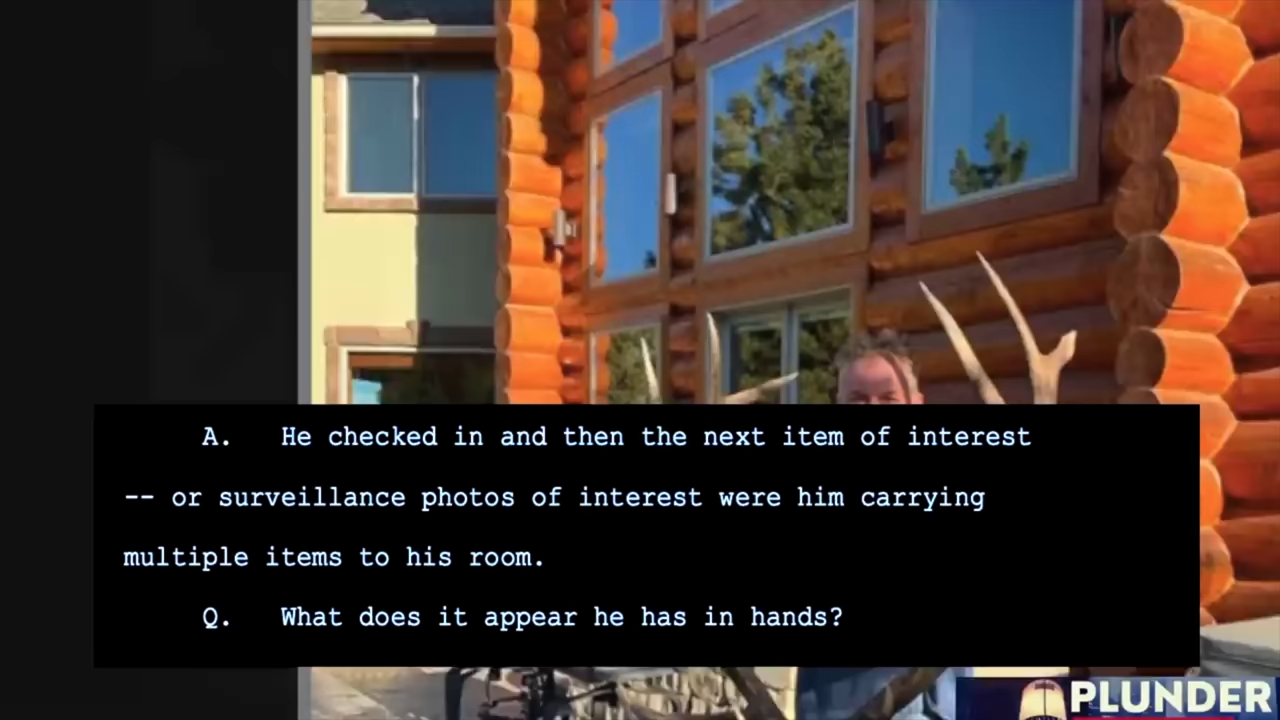 A. He checked in and then the next item of interest
-- or surveillance photos of interest were him carrying
multiple items to his room.
Q. What does it appear he has in hands?
PLUNDER